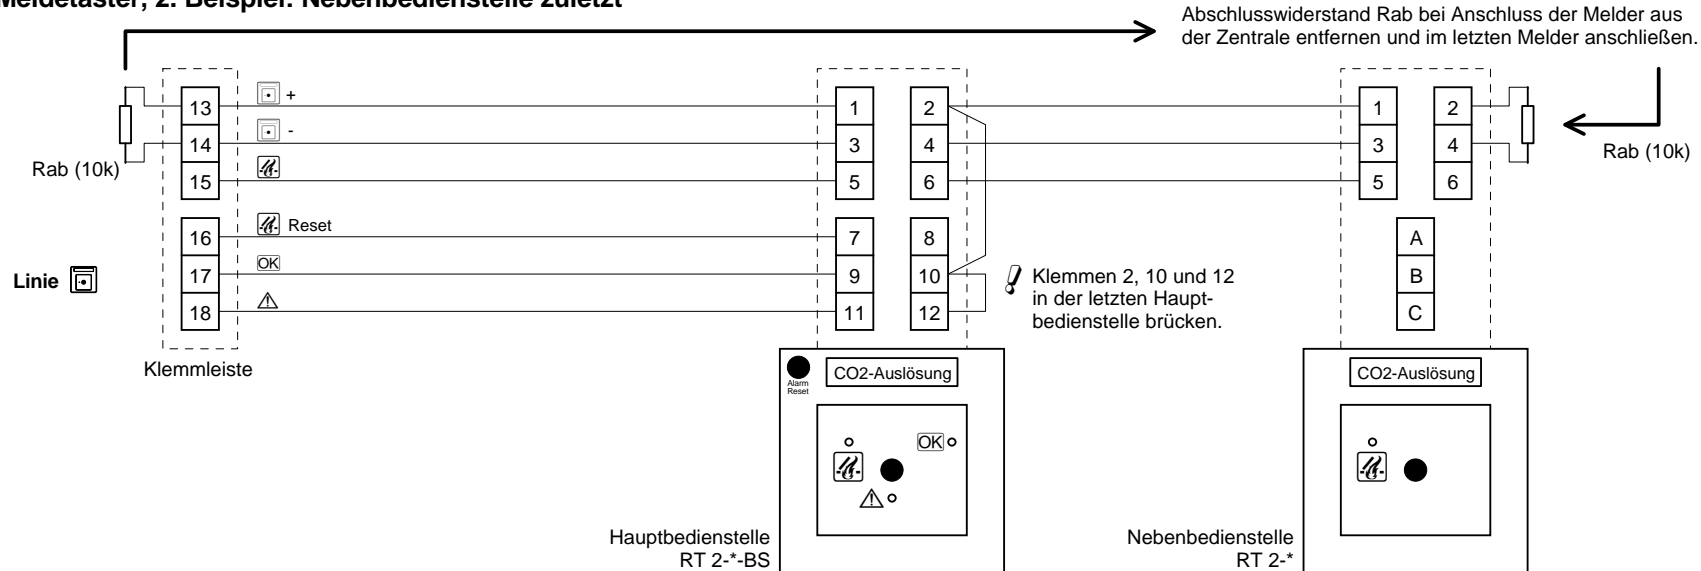 Meldetaster, 2. Beispiel: Nebenbedienstelle zuletzt
Abschlusswiderstand Rab bei Anschluss der Melder aus
der Zentrale entfernen und im letzten Melder anschließen.
13
+
1
2
1
2
14
-
3
4
3
4
Rab (10k)
15
5
6
5
6
Rab (10k)
16
Reset
7
8
A
Linie
17
OK
9
10
B
18
11
12
C
Klemmen 2, 10 und 12
in der letzten Haupt-
bedienstelle brücken.
Klemmleiste
Alarm
Reset
CO2-Auslösung
OK
Hauptbedienstelle
RT 2-*-BS
CO2-Auslösung
Nebenbedienstelle
RT 2-*